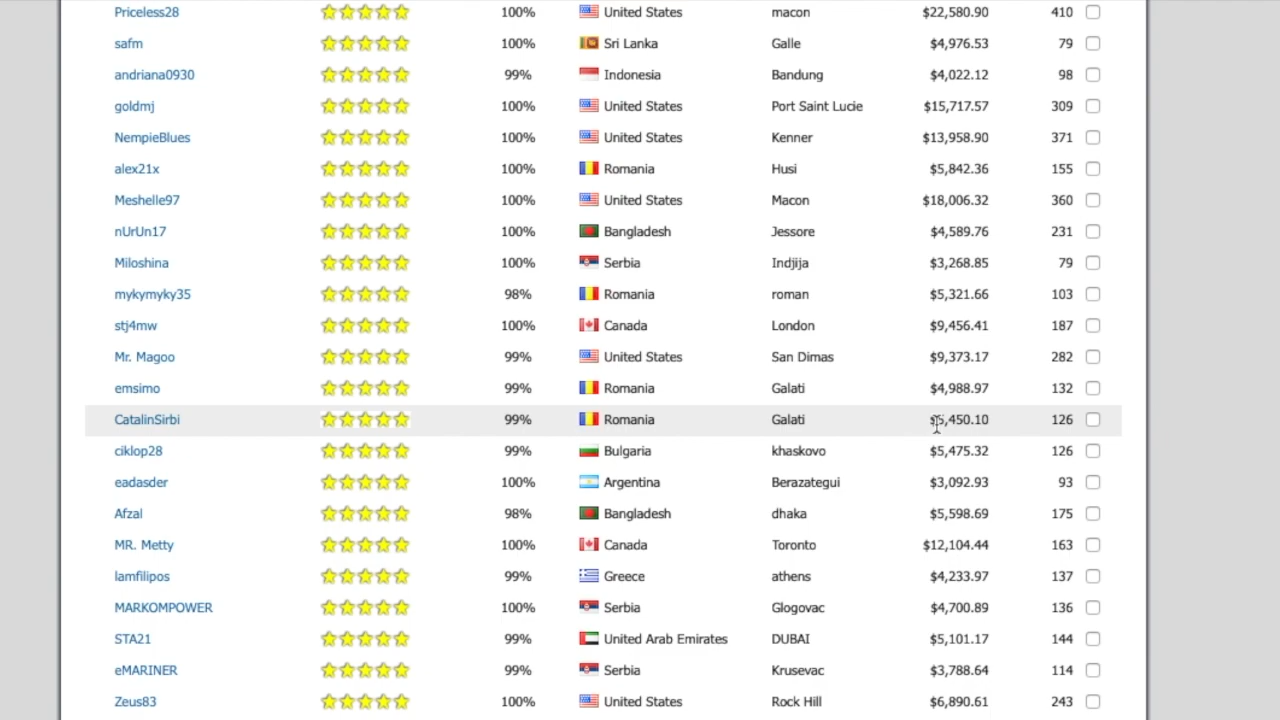 Priceless28 100% United States macon $22,580.90 410
safm 100% Sri Lanka Galle $4,976.53 79
andriana0930 99% Indonesia Bandung $4,022.12 98
goldmj 100% United States Port Saint Lucie $15,717.57 309
NempieBlues 100% United States Kenner $13,958.90 371
alex21x 100% Romania Husi $5,842.36 155
Meshelle97 100% United States Macon $18,006.32 360
nUrUn17 100% Bangladesh Jessore $4,589.76 231
Miloshina 100% Serbia Indjija $3,268.85 79
mykymyky35 98% Romania roman $5,321.66 103
stj4mw 100% Canada London $9,456.41 187
Mr. Magoo 99% United States San Dimas $9,373.17 282
emsimo 99% Romania Galati $4,988.97 132
CatalinSirbi 99% Romania Galati $5,450.10 126
ciklop28 99% Bulgaria khaskovo $5,475.32 126
eadasder 100% Argentina Berazategui $3,092.93 93
Afzal 98% Bangladesh dhaka $5,598.69 175
MR. Metty 100% Canada Toronto $12,104.44 163
lamfilipos 99% Greece athens $4,233.97 137
MARKOMPOWER 100% Serbia Glogovac $4,700.89 136
STA21 99% United Arab Emirates DUBAI $5,101.17 144
eMARINER 99% Serbia Krusevac $3,788.64 114
Zeus83 100% United States Rock Hill $6,890.61 243